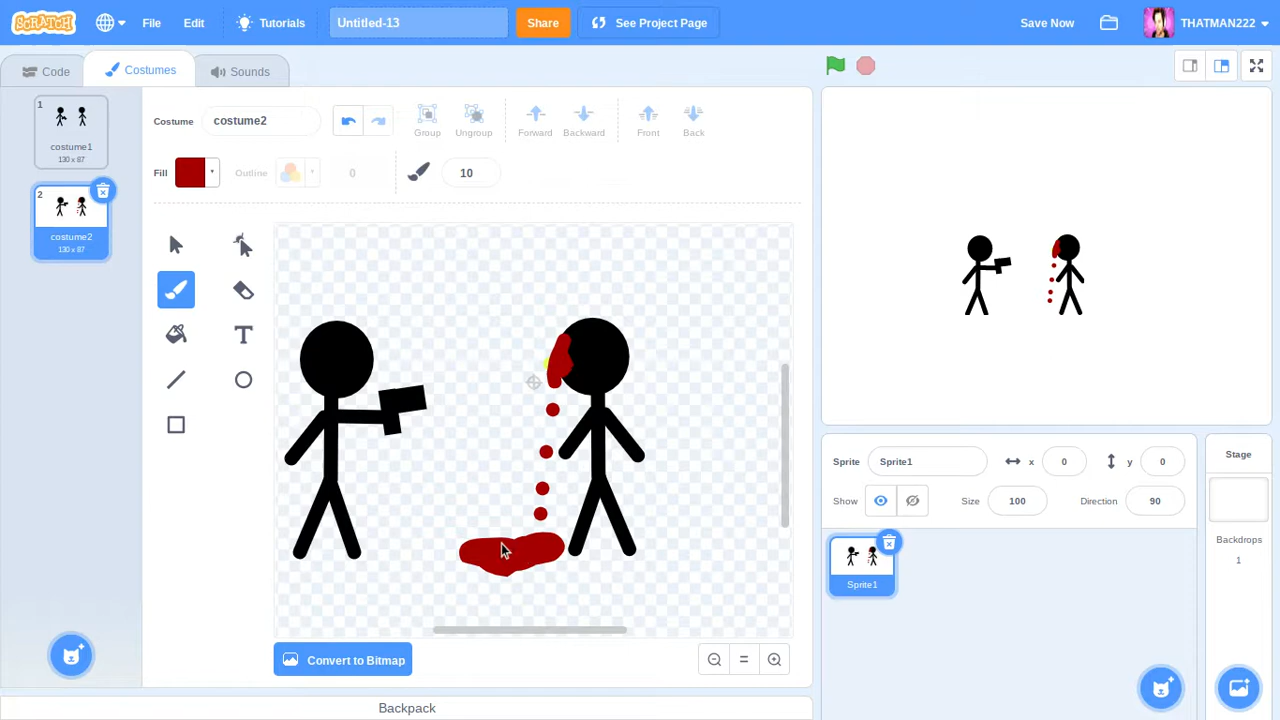 SCRATCH File Edit Tutorials Untitled-13 Share See Project Page Save Now THATMAN222
Code Costumes Sounds
1
costume1
130 x 87
2
costume2
130 x 87
Costume costume2 Group Ungroup Forward Backward Front Back
Fill Outline 0 10
Convert to Bitmap
Backpack
Sprite Sprite1 x 0 y 0
Show Size 100 Direction 90
Sprite1
Stage
Backdrops
1